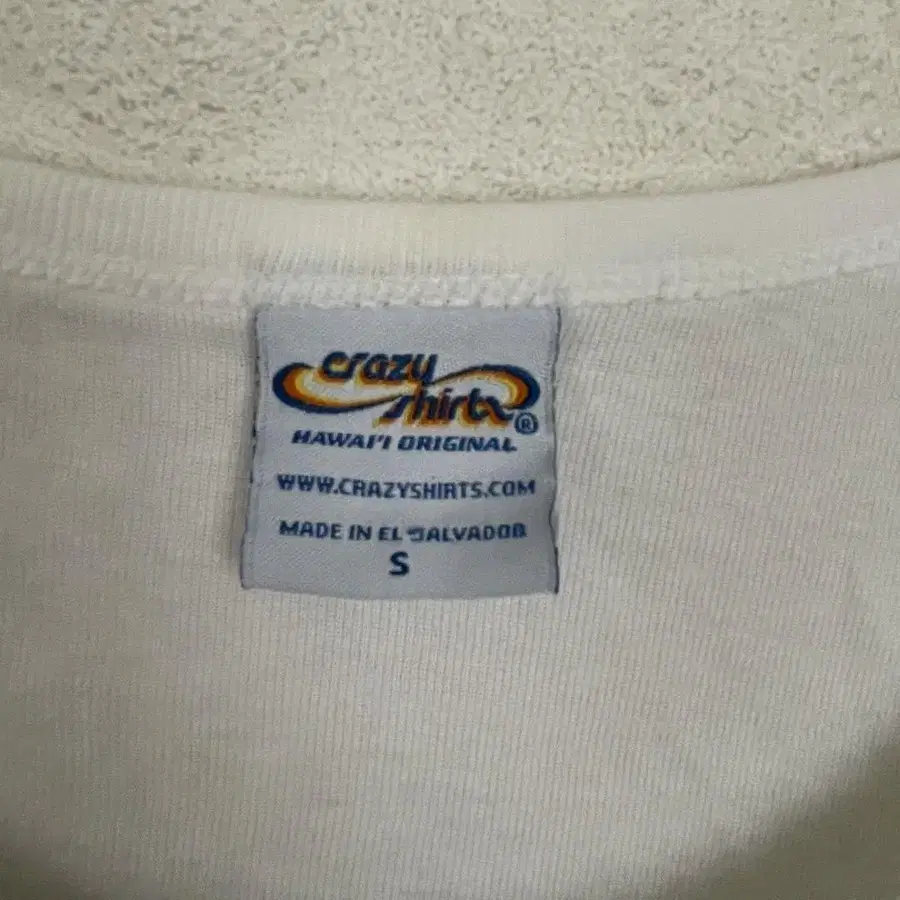 crazy
shirts®
HAWAI'I ORIGINAL
WWW.CRAZYSHIRTS.COM
MADE IN EL SALVADOR
S